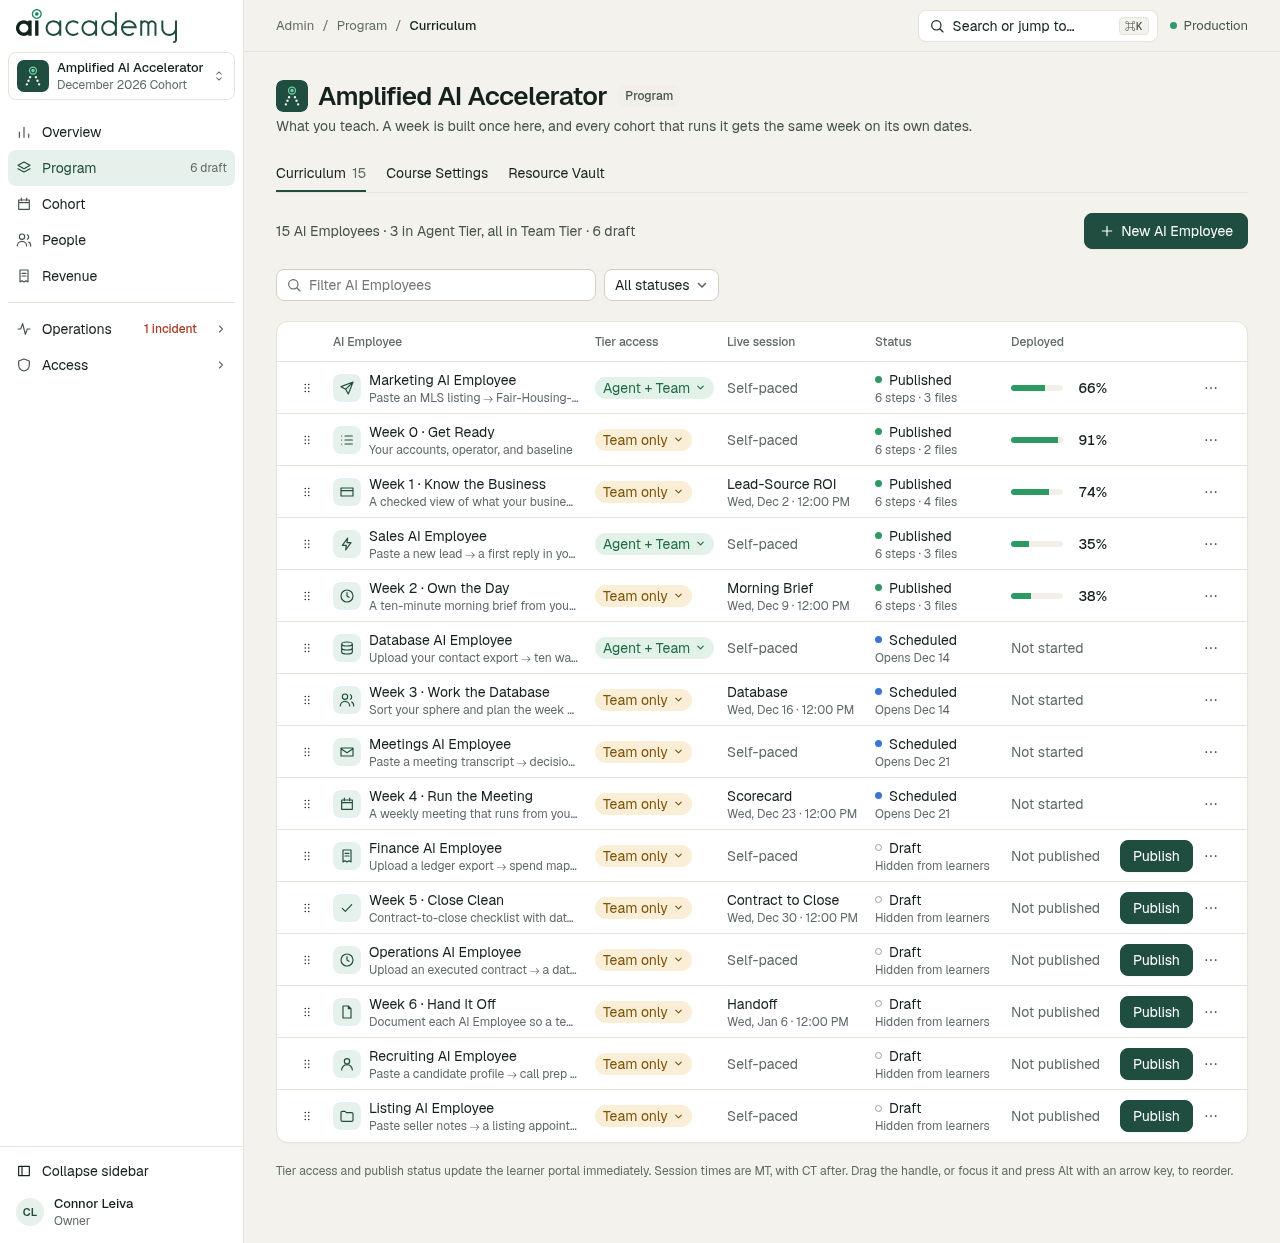 ai academy
Amplified AI Accelerator
December 2026 Cohort
Overview
Program 6 draft
Cohort
People
Revenue
Operations 1 incident
Access
Collapse sidebar
CL
Connor Leiva
Owner
Admin / Program / Curriculum
Search or jump to... ⌘K
Production
Amplified AI Accelerator Program
What you teach. A week is built once here, and every cohort that runs it gets the same week on its own dates.
Curriculum 15 Course Settings Resource Vault
15 AI Employees · 3 in Agent Tier, all in Team Tier · 6 draft
New AI Employee
Filter AI Employees All statuses
AI Employee Tier access Live session Status Deployed
Marketing AI Employee Agent + Team Self-paced Published 66%
Paste an MLS listing → Fair-Housing-... 6 steps · 3 files
Week 0 · Get Ready Team only Self-paced Published 91%
Your accounts, operator, and baseline 6 steps · 2 files
Week 1 · Know the Business Team only Lead-Source ROI Published 74%
A checked view of what your busine... Wed, Dec 2 · 12:00 PM 6 steps · 4 files
Sales AI Employee Agent + Team Self-paced Published 35%
Paste a new lead → a first reply in yo... 6 steps · 3 files
Week 2 · Own the Day Team only Morning Brief Published 38%
A ten-minute morning brief from you... Wed, Dec 9 · 12:00 PM 6 steps · 3 files
Database AI Employee Agent + Team Self-paced Scheduled Not started
Upload your contact export → ten wa... Opens Dec 14
Week 3 · Work the Database Team only Database Scheduled Not started
Sort your sphere and plan the week ... Wed, Dec 16 · 12:00 PM Opens Dec 14
Meetings AI Employee Team only Self-paced Scheduled Not started
Paste a meeting transcript → decisio... Opens Dec 21
Week 4 · Run the Meeting Team only Scorecard Scheduled Not started
A weekly meeting that runs from you... Wed, Dec 23 · 12:00 PM Opens Dec 21
Finance AI Employee Team only Self-paced Draft Not published Publish
Upload a ledger export → spend map... Hidden from learners
Week 5 · Close Clean Team only Contract to Close Draft Not published Publish
Contract-to-close checklist with dat... Wed, Dec 30 · 12:00 PM Hidden from learners
Operations AI Employee Team only Self-paced Draft Not published Publish
Upload an executed contract → a dat... Hidden from learners
Week 6 · Hand It Off Team only Handoff Draft Not published Publish
Document each AI Employee so a te... Wed, Jan 6 · 12:00 PM Hidden from learners
Recruiting AI Employee Team only Self-paced Draft Not published Publish
Paste a candidate profile → call prep ... Hidden from learners
Listing AI Employee Team only Self-paced Draft Not published Publish
Paste seller notes → a listing appoint... Hidden from learners
Tier access and publish status update the learner portal immediately. Session times are MT, with CT after. Drag the handle, or focus it and press Alt with an arrow key, to reorder.